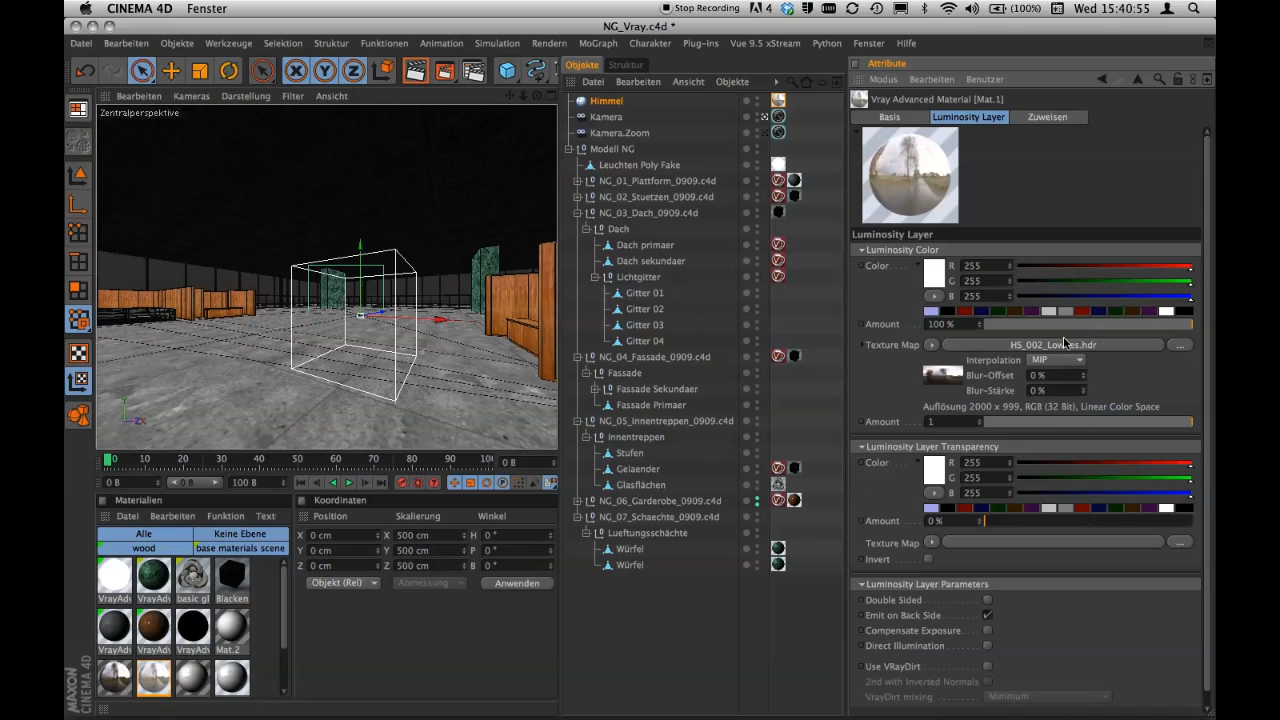 CINEMA 4D Fenster Stop Recording 4 (100%) Wed 15:40:55
NG_Vray.c4d *
Datei Bearbeiten Objekte Werkzeuge Selektion Struktur Funktionen Animation Simulation Rendern MoGraph Charakter Plug-ins Vue 9.5 xStream Python Fenster Hilfe
X Y Z
Bearbeiten Kameras Darstellung Filter Ansicht
Zentralperspektive
Y
ZX
0 10 20 30 40 50 60 70 80 90 10 0 B
0 B 0 B 100 B
Materialien
Datei Bearbeiten Funktion Text
Alle Keine Ebene
wood base materials scene
VrayAdv VrayAdv basic gl Blacken
VrayAdv VrayAdv VrayAdv Mat.2
Koordinaten
Position Skalierung Winkel
X 0 cm X 500 cm H 0 °
Y 0 cm Y 500 cm P 0 °
Z 0 cm Z 500 cm B 0 °
Objekt (Rel) Abmessung Anwenden
MAXON
CINEMA 4D
Objekte Struktur
Datei Bearbeiten Ansicht Objekte
Himmel
Kamera
Kamera.Zoom
Modell NG
Leuchten Poly Fake
NG_01_Plattform_0909.c4d
NG_02_Stuetzen_0909.c4d
NG_03_Dach_0909.c4d
Dach
Dach primaer
Dach sekundaer
Lichtgitter
Gitter 01
Gitter 02
Gitter 03
Gitter 04
NG_04_Fassade_0909.c4d
Fassade
Fassade Sekundaer
Fassade Primaer
NG_05_Innentreppen_0909.c4d
Innentreppen
Stufen
Gelaender
Glasflächen
NG_06_Garderobe_0909.c4d
NG_07_Schaechte_0909.c4d
Lueftungsschächte
Würfel
Würfel
Attribute
Modus Bearbeiten Benutzer
Vray Advanced Material [Mat.1]
Basis Luminosity Layer Zuweisen
Luminosity Layer
Luminosity Color
Color R 255
G 255
B 255
Amount 100 %
Texture Map HS_002_Lowres.hdr ...
Interpolation MIP
Blur-Offset 0 %
Blur-Stärke 0 %
Auflösung 2000 x 999, RGB (32 Bit), Linear Color Space
Amount 1
Luminosity Layer Transparency
Color R 255
G 255
B 255
Amount 0 %
Texture Map ...
Invert
Luminosity Layer Parameters
Double Sided
Emit on Back Side
Compensate Exposure
Direct Illumination
Use VRayDirt
2nd with Inverted Normals
VrayDirt mixing Minimum